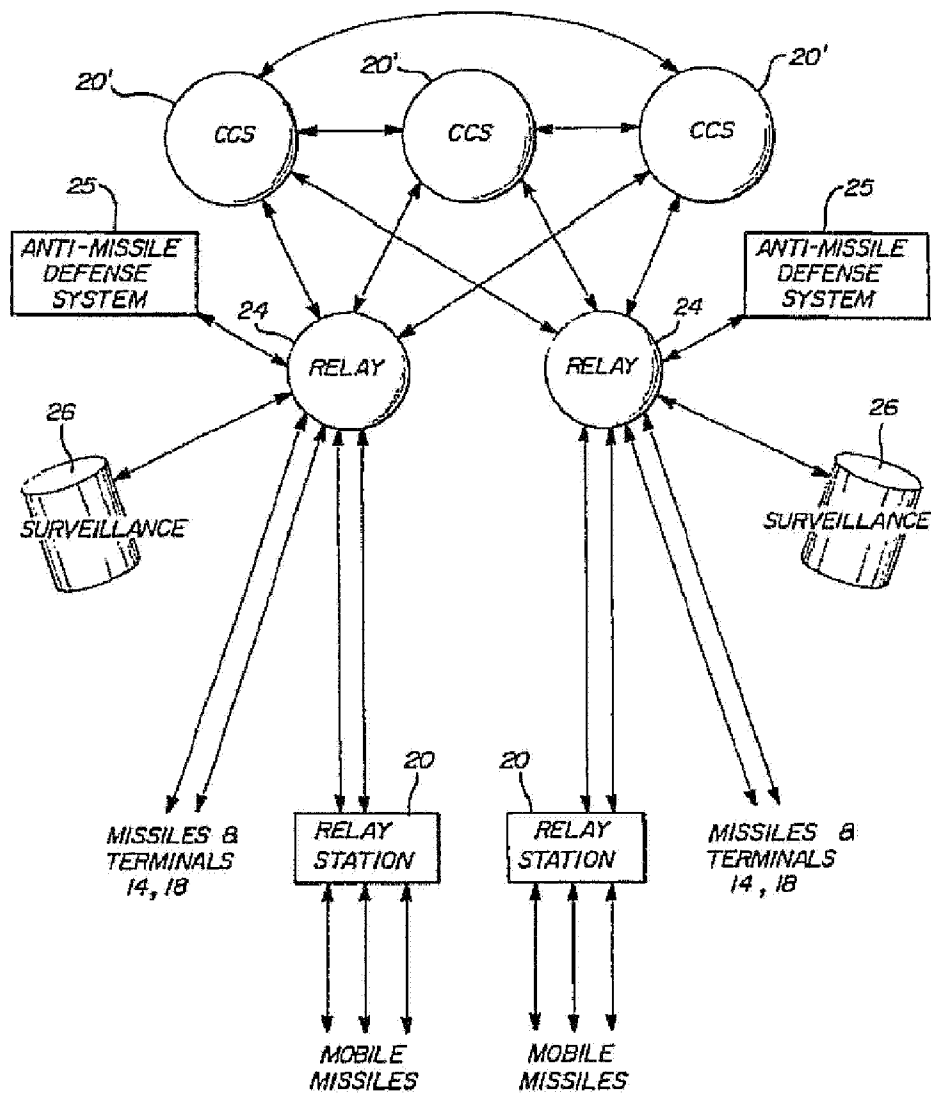 20' 20' 20'
CCS CCS CCS
25 25
ANTI-MISSILE
DEFENSE
SYSTEM
ANTI-MISSILE
DEFENSE
SYSTEM
24 24
RELAY RELAY
26 26
SURVEILLANCE SURVEILLANCE
20 20
MISSILES &
TERMINALS
14, 18
RELAY
STATION
RELAY
STATION
MISSILES &
TERMINALS
14, 18
MOBILE
MISSILES
MOBILE
MISSILES